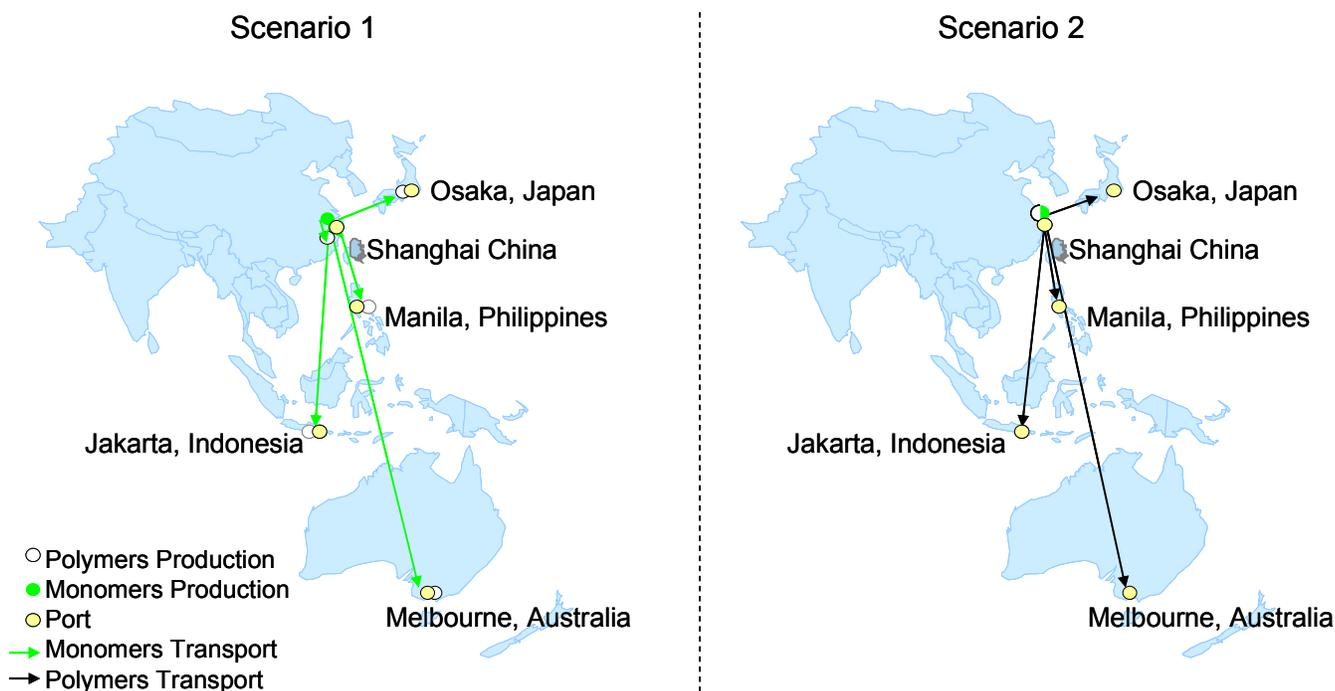 Scenario 1
Osaka, Japan
Shanghai China
Manila, Philippines
Jakarta, Indonesia
Melbourne, Australia
Polymers Production
Monomers Production
Port
Monomers Transport
Polymers Transport
Scenario 2
Osaka, Japan
Shanghai China
Manila, Philippines
Jakarta, Indonesia
Melbourne, Australia